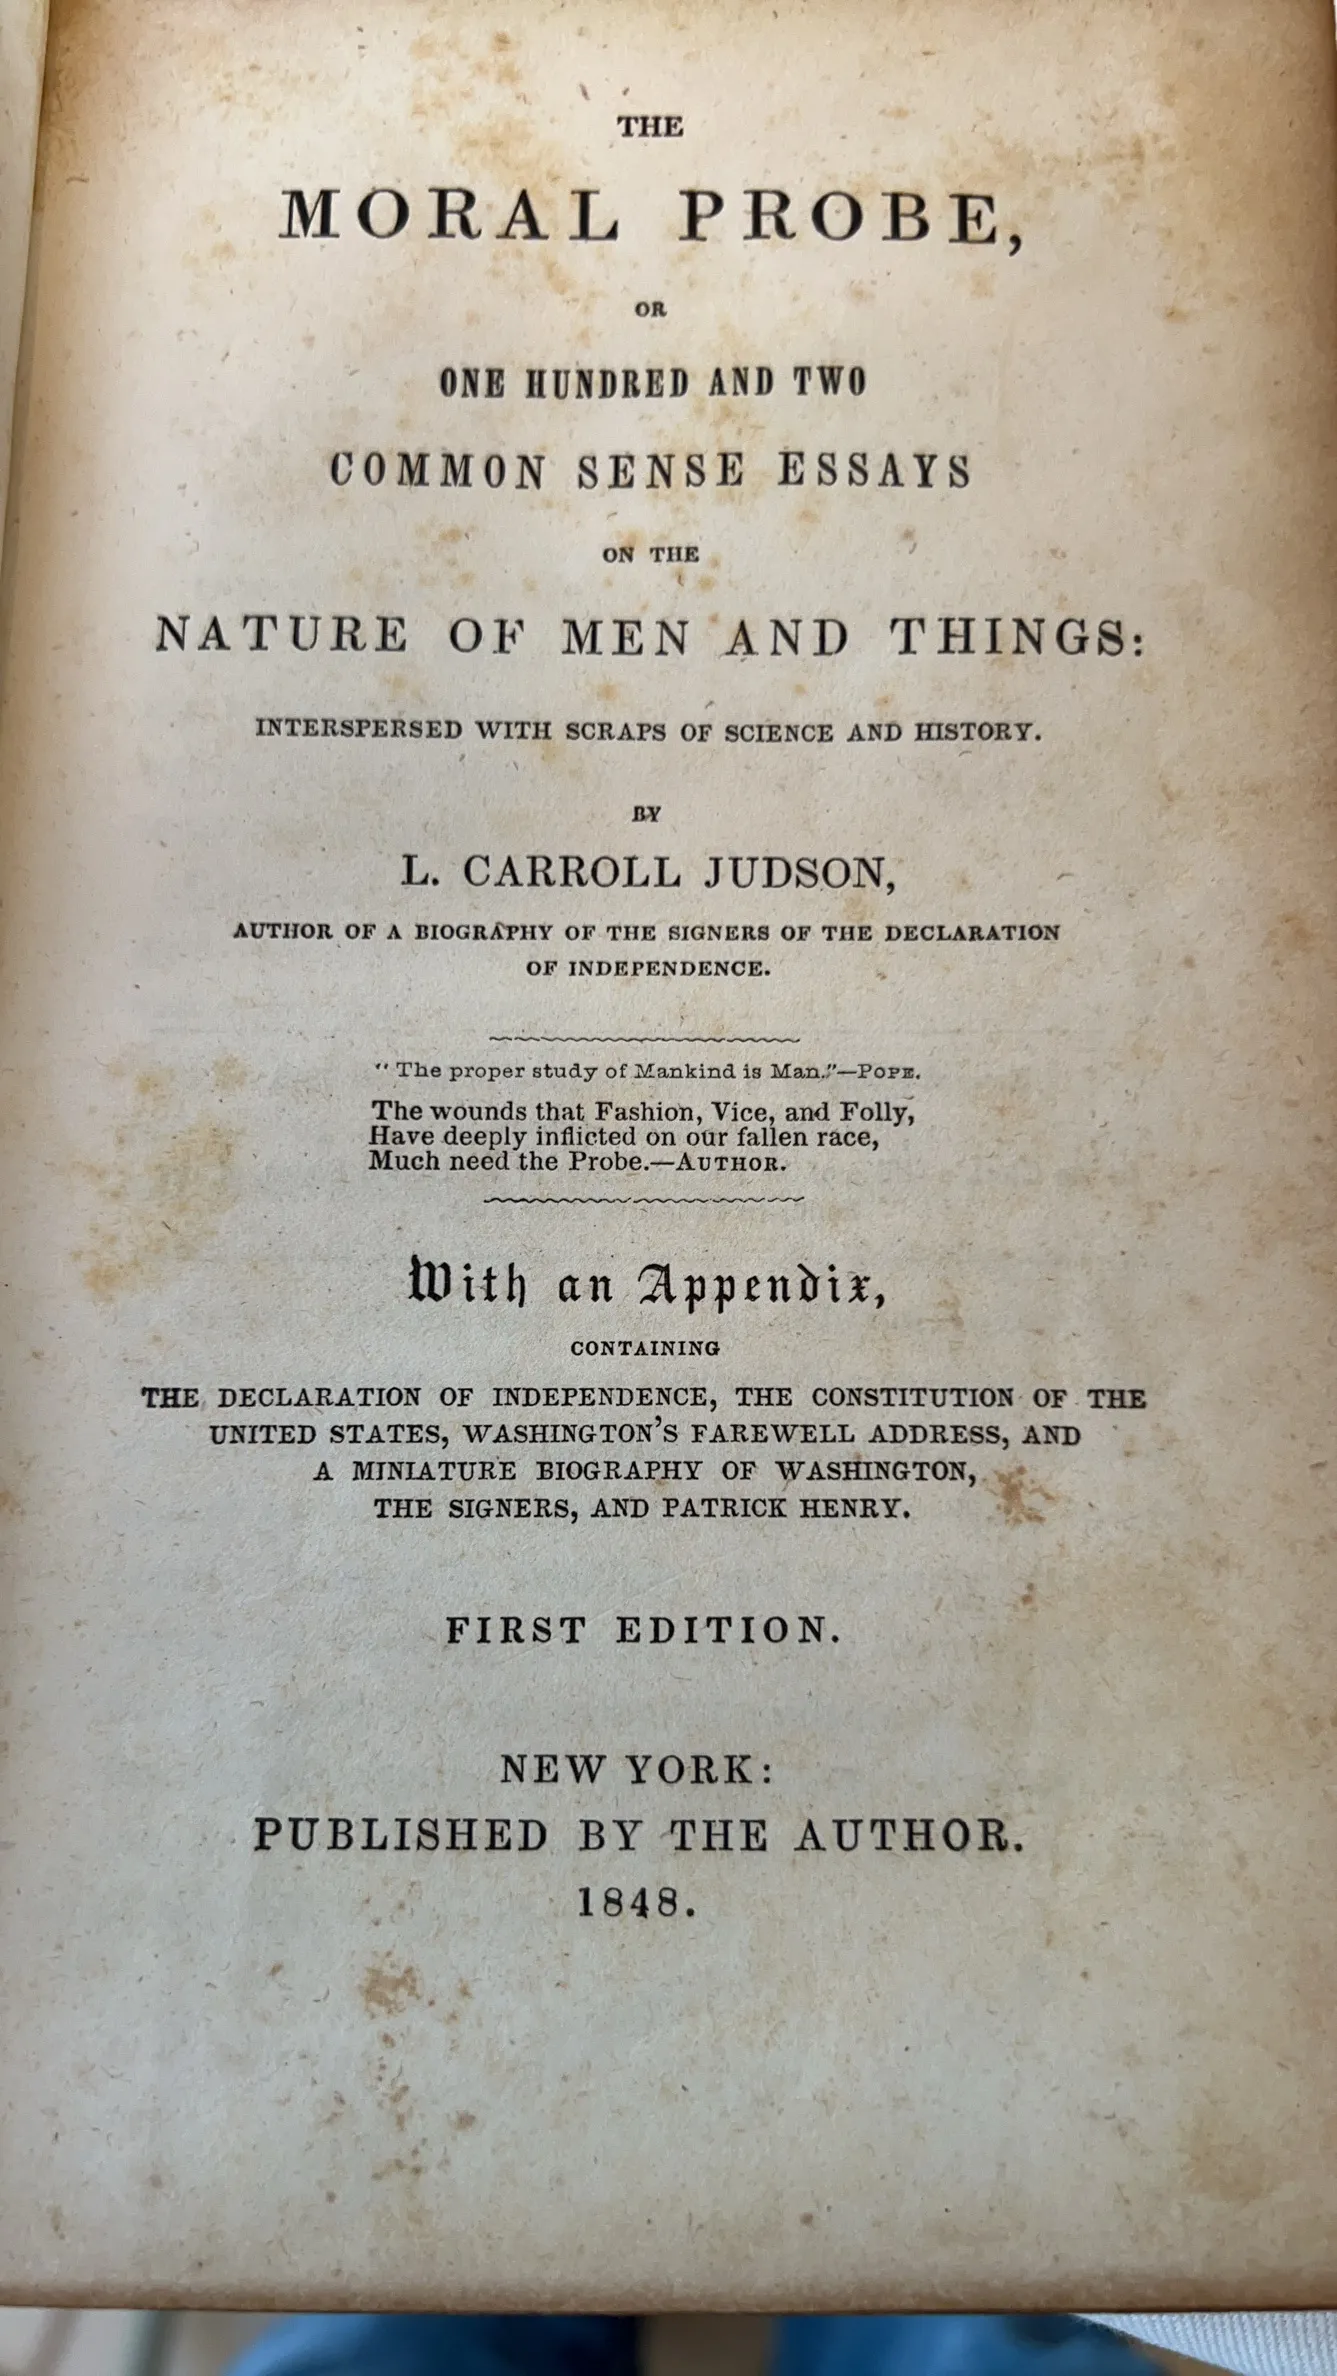 THE
MORAL PROBE,
OR
ONE HUNDRED AND TWO
COMMON SENSE ESSAYS
ON THE
NATURE OF MEN AND THINGS:
INTERSPERSED WITH SCRAPS OF SCIENCE AND HISTORY.
BY
L. CARROLL JUDSON,
AUTHOR OF A BIOGRAPHY OF THE SIGNERS OF THE DECLARATION
OF INDEPENDENCE.
"The proper study of Mankind is Man."—POPE.
The wounds that Fashion, Vice, and Folly,
Have deeply inflicted on our fallen race,
Much need the Probe.—AUTHOR.
With an Appendix,
CONTAINING
THE DECLARATION OF INDEPENDENCE, THE CONSTITUTION OF THE
UNITED STATES, WASHINGTON'S FAREWELL ADDRESS, AND
A MINIATURE BIOGRAPHY OF WASHINGTON,
THE SIGNERS, AND PATRICK HENRY.
FIRST EDITION.
NEW YORK:
PUBLISHED BY THE AUTHOR.
1848.